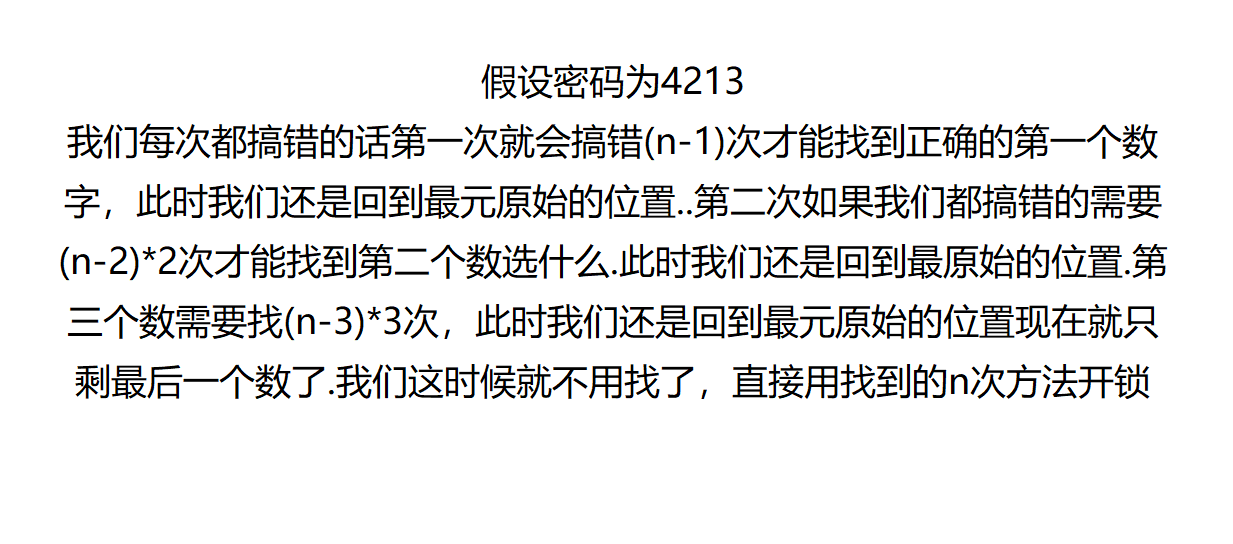 假设密码为4213
我们每次都搞错的话第一次就会搞错(n-1)次才能找到正确的第一个数
字，此时我们还是回到最元原始的位置..第二次如果我们都搞错的需要
(n-2)*2次才能找到第二个数选什么.此时我们还是回到最原始的位置.第
三个数需要找(n-3)*3次，此时我们还是回到最元原始的位置现在就只
剩最后一个数了.我们这时候就不用找了，直接用找到的n次方法开锁